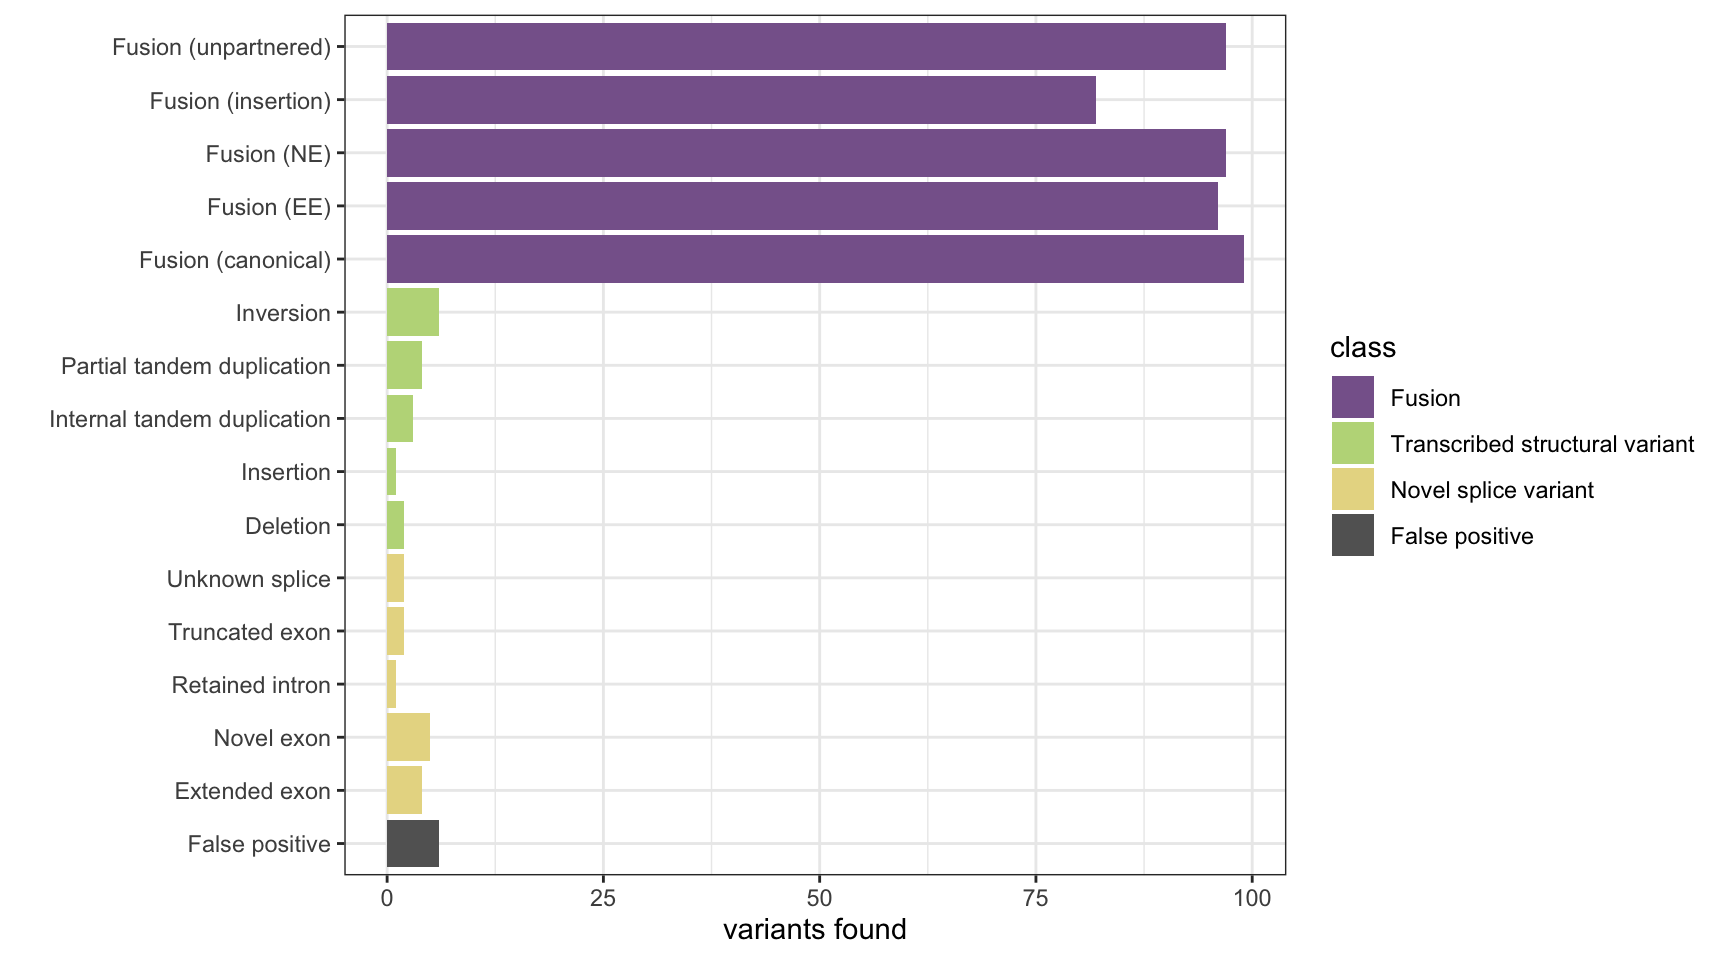 Fusion (unpartnered)
Fusion (insertion)
Fusion (NE)
Fusion (EE)
Fusion (canonical)
Inversion
Partial tandem duplication
Internal tandem duplication
Insertion
Deletion
Unknown splice
Truncated exon
Retained intron
Novel exon
Extended exon
False positive
0 25 50 75 100
variants found
class
Fusion
Transcribed structural variant
Novel splice variant
False positive